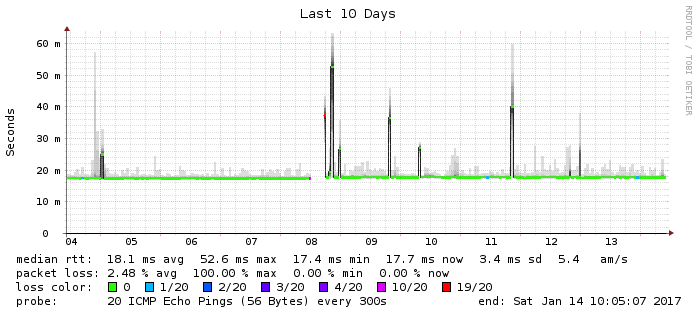 Last 10 Days
RRDTOOL / TOBI OETIKER
Seconds
60 m
50 m
40 m
30 m
20 m
10 m
0
04 05 06 07 08 09 10 11 12 13
median rtt: 18.1 ms avg 52.6 ms max 17.4 ms min 17.7 ms now 3.4 ms sd 5.4 am/s
packet loss: 2.48 % avg 100.00 % max 0.00 % min 0.00 % now
loss color: 0 1/20 2/20 3/20 4/20 10/20 19/20
probe: 20 ICMP Echo Pings (56 Bytes) every 300s end: Sat Jan 14 10:05:07 2017